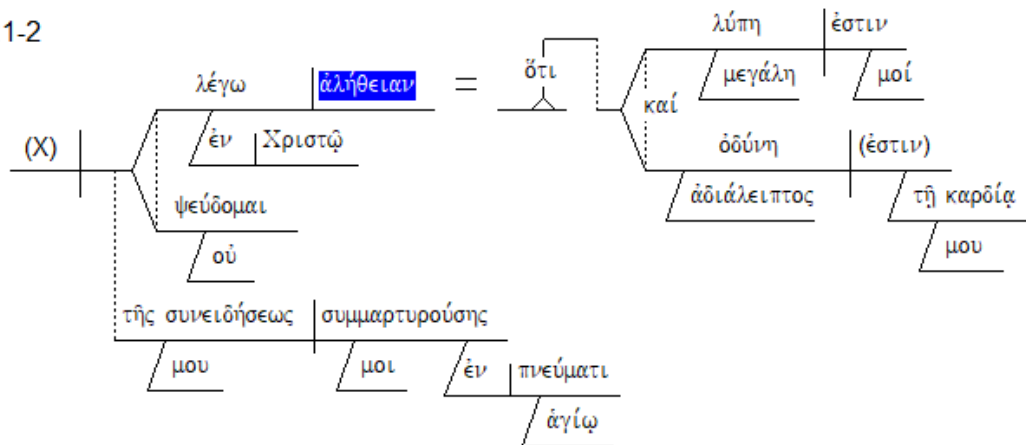 1-2
λύπη ἐστιν
λέγω ἀλήθειαν = ὅτι μεγάλη μοί
(X) ἐν Χριστῷ καί
ὀδύνη (ἐστιν)
ψεύδομαι ἀδιάλειπτος τῇ καρδίᾳ
οὐ μου
τῆς συνειδήσεως συμμαρτυρούσης
μου μοι ἐν πνεύματι
ἁγίῳ